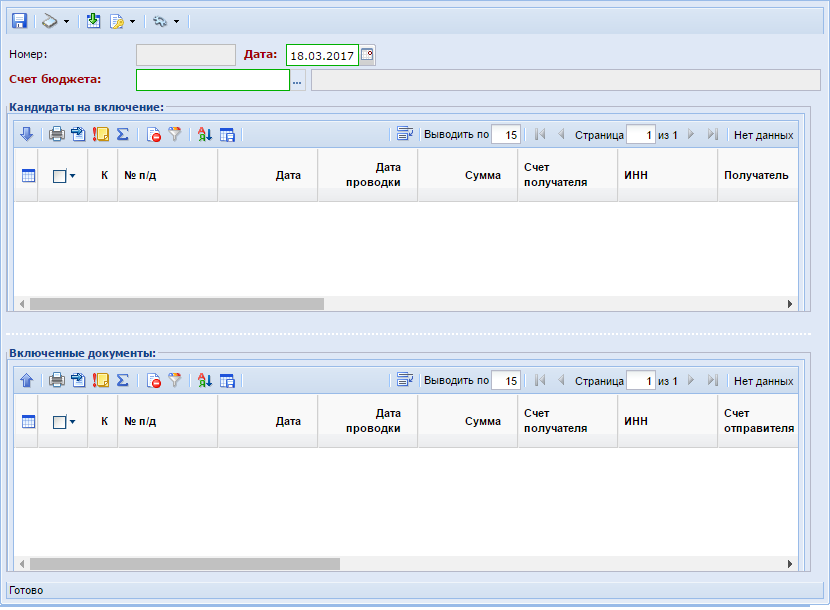 Номер: Дата: 18.03.2017
Счет бюджета: ...
Кандидаты на включение:
Выводить по 15 Страница 1 из 1 Нет данных
К № п/д Дата Дата проводки Сумма Счет получателя ИНН Получатель
Включенные документы:
Выводить по 15 Страница 1 из 1 Нет данных
К № п/д Дата Дата проводки Сумма Счет получателя ИНН Счет отправителя
Готово